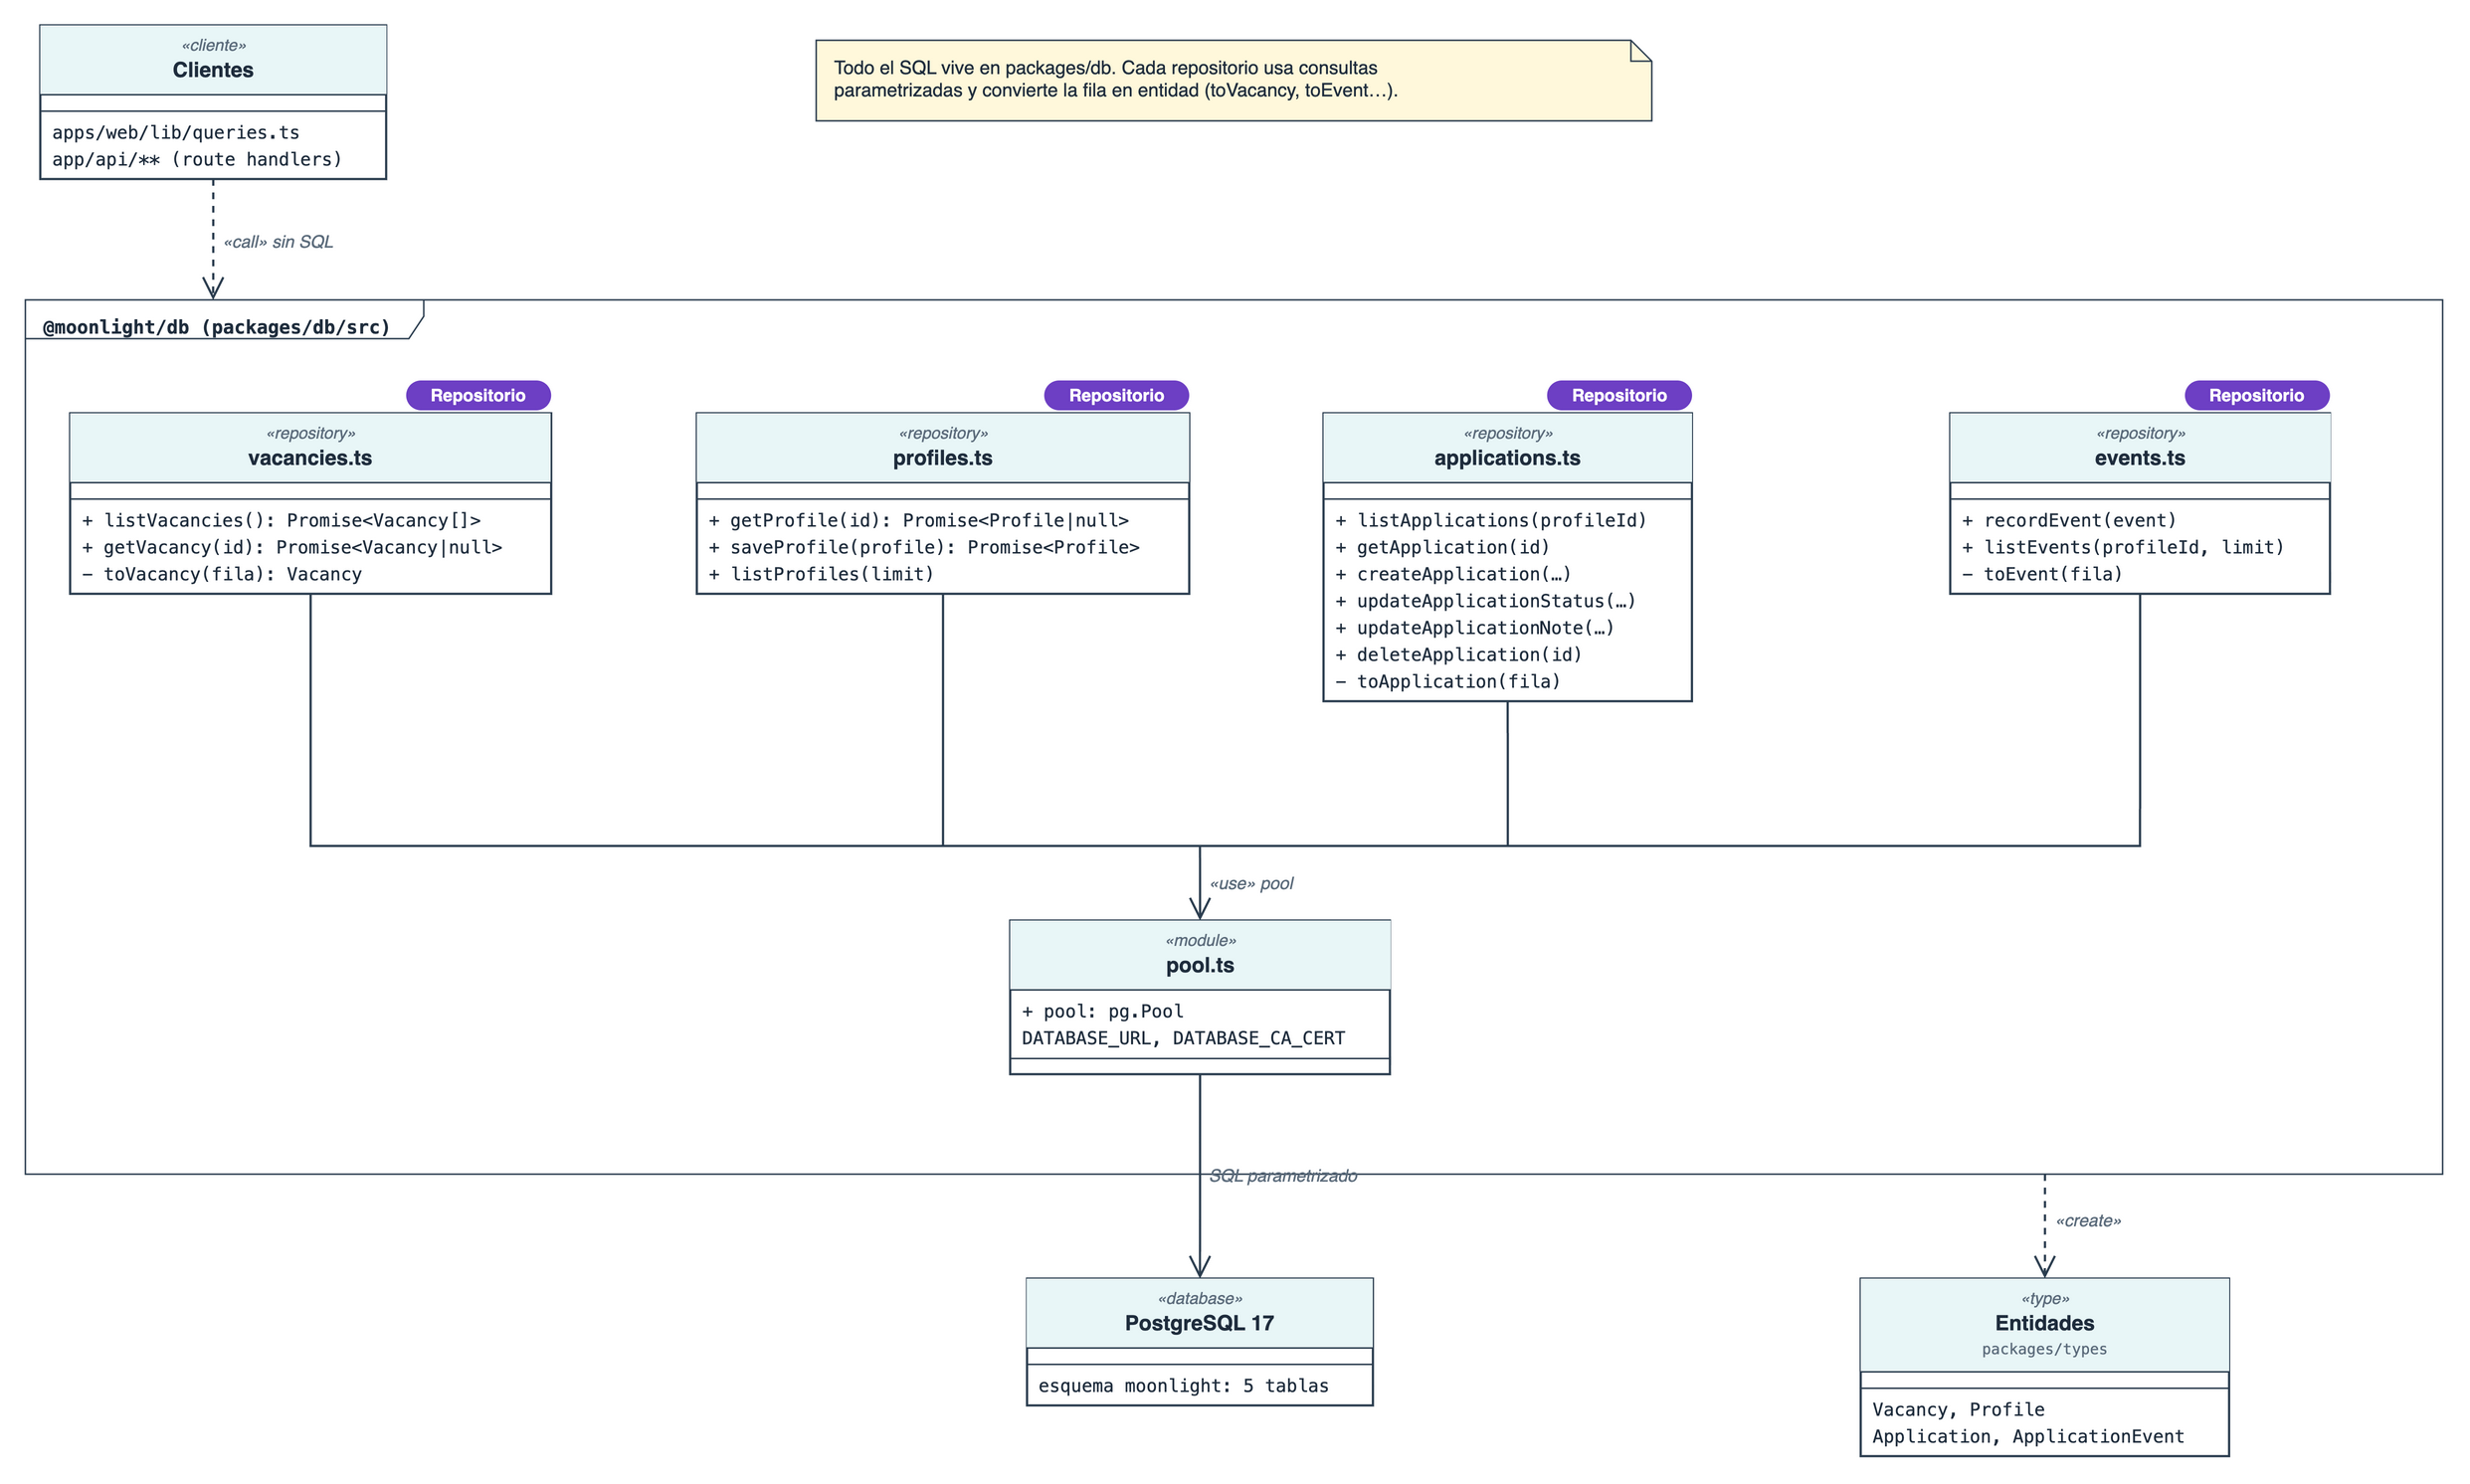 «cliente»
Clientes
apps/web/lib/queries.ts
app/api/** (route handlers)
Todo el SQL vive en packages/db. Cada repositorio usa consultas
parametrizadas y convierte la fila en entidad (toVacancy, toEvent…).
«call» sin SQL
@moonlight/db (packages/db/src)
Repositorio
«repository»
vacancies.ts
+ listVacancies(): Promise<Vacancy[]>
+ getVacancy(id): Promise<Vacancy|null>
− toVacancy(fila): Vacancy
Repositorio
«repository»
profiles.ts
+ getProfile(id): Promise<Profile|null>
+ saveProfile(profile): Promise<Profile>
+ listProfiles(limit)
Repositorio
«repository»
applications.ts
+ listApplications(profileId)
+ getApplication(id)
+ createApplication(…)
+ updateApplicationStatus(…)
+ updateApplicationNote(…)
+ deleteApplication(id)
− toApplication(fila)
Repositorio
«repository»
events.ts
+ recordEvent(event)
+ listEvents(profileId, limit)
− toEvent(fila)
«use» pool
«module»
pool.ts
+ pool: pg.Pool
DATABASE_URL, DATABASE_CA_CERT
SQL parametrizado
«create»
«database»
PostgreSQL 17
esquema moonlight: 5 tablas
«type»
Entidades
packages/types
Vacancy, Profile
Application, ApplicationEvent